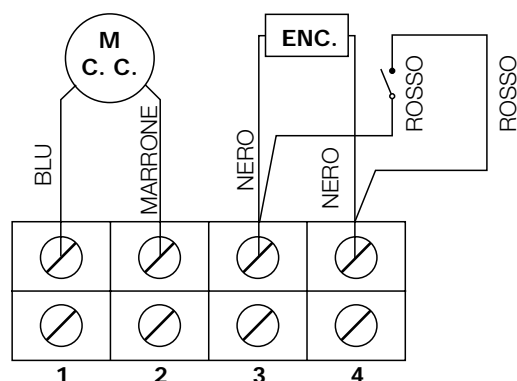 M
C. C.
ENC.
BLU
MARRONE
NERO
NERO
ROSSO
ROSSO
1 2 3 4